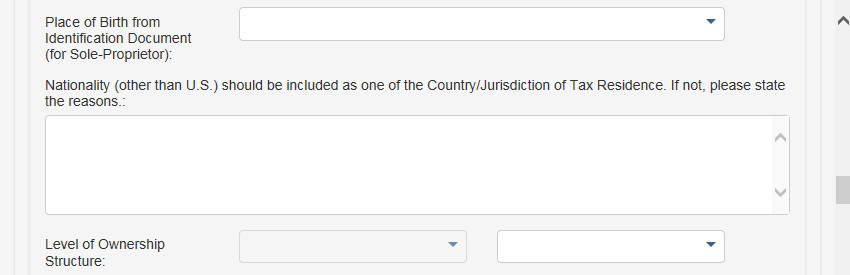 Place of Birth from
Identification Document
(for Sole-Proprietor):
Nationality (other than U.S.) should be included as one of the Country/Jurisdiction of Tax Residence. If not, please state
the reasons.:
Level of Ownership
Structure: